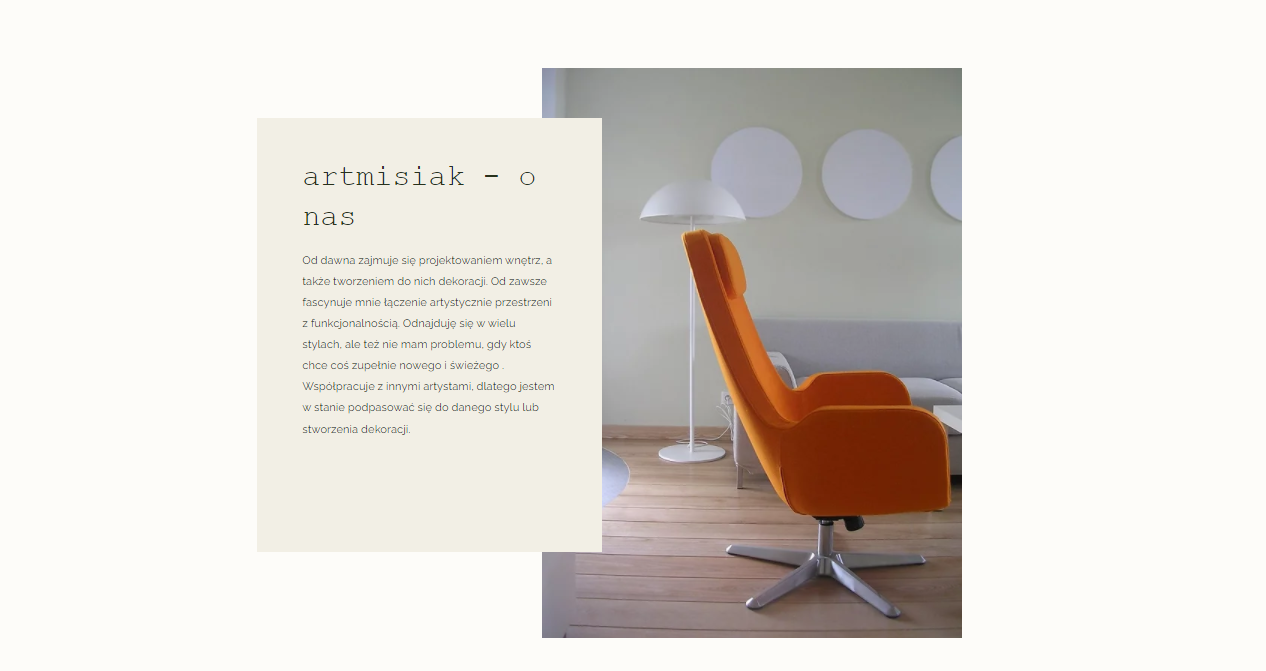 artmisiak - o
nas
Od dawna zajmuje się projektowaniem wnętrz, a
także tworzeniem do nich dekoracji. Od zawsze
fascynuje mnie łączenie artystycznie przestrzeni
z funkcjonalnością. Odnajduję się w wielu
stylach, ale też nie mam problemu, gdy ktoś
chce coś zupełnie nowego i świeżego .
Współpracuje z innymi artystami, dlatego jestem
w stanie podpasować się do danego stylu lub
stworzenia dekoracji.